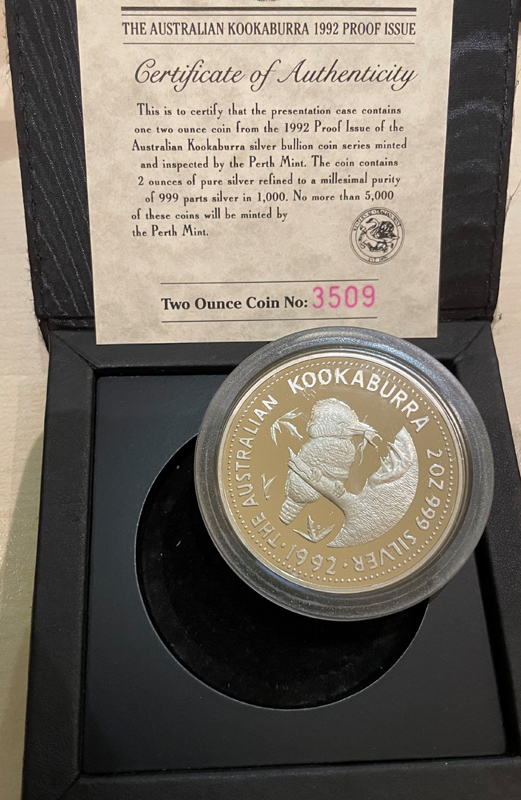 THE AUSTRALIAN KOOKABURRA 1992 PROOF ISSUE
Certificate of Authenticity
This is to certify that the presentation case contains
one two ounce coin from the 1992 Proof Issue of the
Australian Kookaburra silver bullion coin series minted
and inspected by the Perth Mint. The coin contains
2 ounces of pure silver refined to a millesimal purity
of 999 parts silver in 1,000. No more than 5,000
of these coins will be minted by
the Perth Mint.
Two Ounce Coin No: 3509
THE AUSTRALIAN KOOKABURRA 2 OZ 999 SILVER · 1992 ·